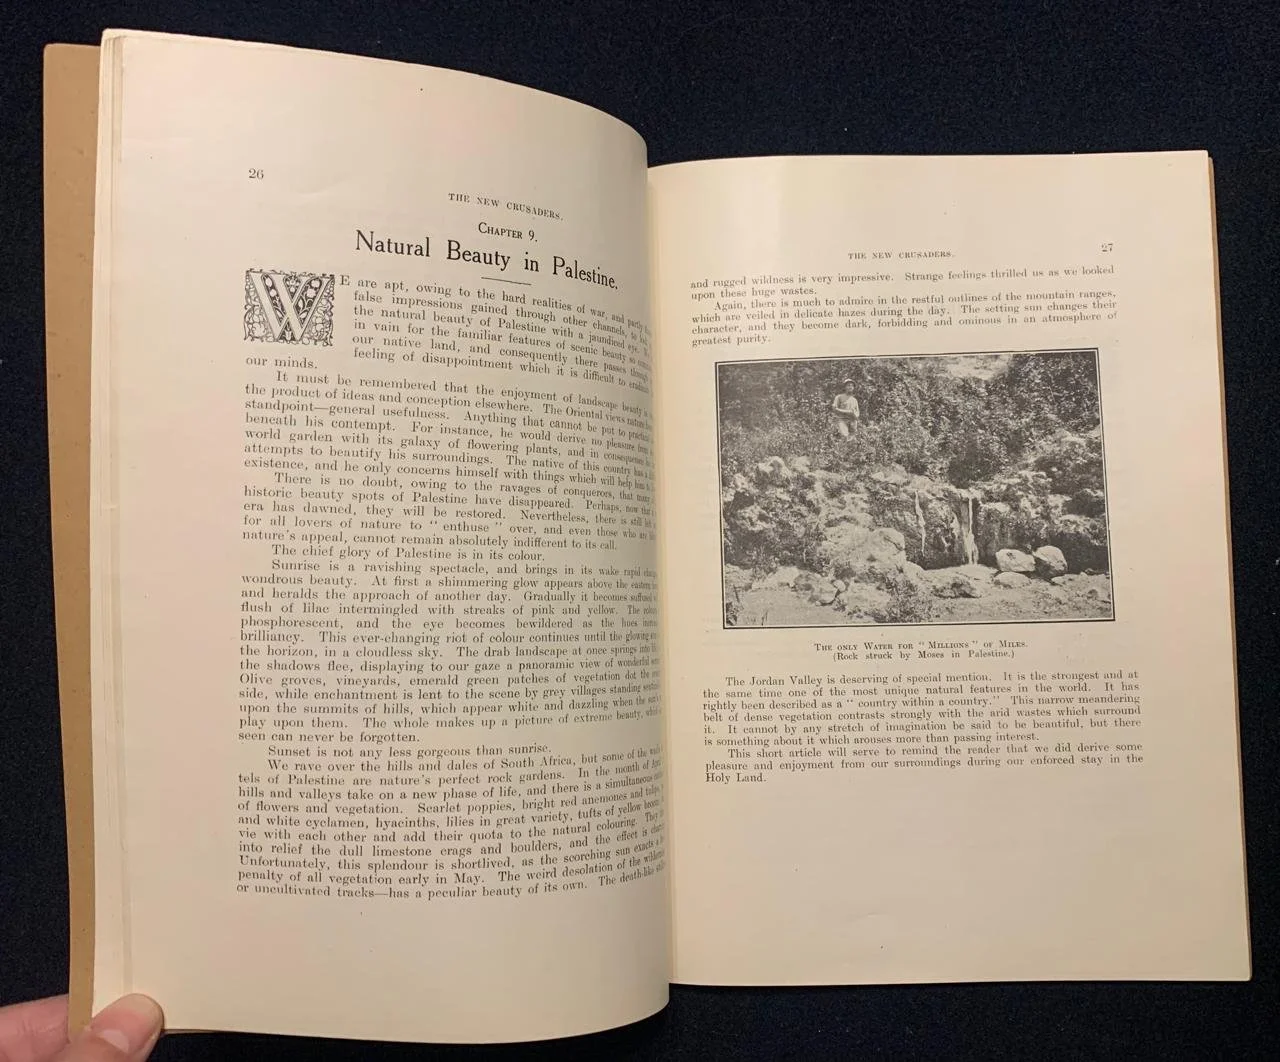 26
THE NEW CRUSADERS.
CHAPTER 9.
Natural Beauty in Palestine.
WE are apt, owing to the hard realities of war, and partly
false impressions gained through other channels, to
the natural beauty of Palestine with a jaundiced eye.
in vain for the familiar features of scenic beauty so
our native land, and consequently there passes through
feeling of disappointment which it is difficult to eradicate
our minds.
It must be remembered that the enjoyment of landscape beauty is
the product of ideas and conception elsewhere. The Oriental views nature
standpoint—general usefulness. Anything that cannot be put to practical
beneath his contempt. For instance, he would derive no pleasure from
world garden with its galaxy of flowering plants, and in consequence
attempts to beautify his surroundings. The native of this country has a
existence, and he only concerns himself with things which will help him
There is no doubt, owing to the ravages of conquerors, that many
historic beauty spots of Palestine have disappeared. Perhaps, now that a
era has dawned, they will be restored. Nevertheless, there is still left
for all lovers of nature to " enthuse " over, and even those who are
nature's appeal, cannot remain absolutely indifferent to its call.
The chief glory of Palestine is in its colour.
Sunrise is a ravishing spectacle, and brings in its wake rapid
wondrous beauty. At first a shimmering glow appears above the eastern
and heralds the approach of another day. Gradually it becomes suffused
flush of lilac intermingled with streaks of pink and yellow. The
phosphorescent, and the eye becomes bewildered as the hues
brilliancy. This ever-changing riot of colour continues until the glowing
the horizon, in a cloudless sky. The drab landscape at once springs into
the shadows flee, displaying to our gaze a panoramic view of wonderful
Olive groves, vineyards, emerald green patches of vegetation dot the
side, while enchantment is lent to the scene by grey villages standing
upon the summits of hills, which appear white and dazzling when the
play upon them. The whole makes up a picture of extreme beauty,
seen can never be forgotten.
Sunset is not any less gorgeous than sunrise.
We rave over the hills and dales of South Africa, but some of the
tels of Palestine are nature's perfect rock gardens. In the month of April
hills and valleys take on a new phase of life, and there is a simultaneous
of flowers and vegetation. Scarlet poppies, bright red anemones and tulips,
and white cyclamen, hyacinths, lilies in great variety, tufts of yellow broom
vie with each other and add their quota to the natural colouring. They
into relief the dull limestone crags and boulders, and the effect is
Unfortunately, this splendour is shortlived, as the scorching sun exacts
penalty of all vegetation early in May. The weird desolation of the
or uncultivated tracks—has a peculiar beauty of its own. The death-like
27
THE NEW CRUSADERS.
and rugged wildness is very impressive. Strange feelings thrilled us as we looked
upon these huge wastes.
Again, there is much to admire in the restful outlines of the mountain ranges,
which are veiled in delicate hazes during the day. The setting sun changes their
character, and they become dark, forbidding and ominous in an atmosphere of
greatest purity.
THE ONLY WATER FOR " MILLIONS " OF MILES.
(Rock struck by Moses in Palestine.)
The Jordan Valley is deserving of special mention. It is the strongest and at
the same time one of the most unique natural features in the world. It has
rightly been described as a " country within a country." This narrow meandering
belt of dense vegetation contrasts strongly with the arid wastes which surround
it. It cannot by any stretch of imagination be said to be beautiful, but there
is something about it which arouses more than passing interest.
This short article will serve to remind the reader that we did derive some
pleasure and enjoyment from our surroundings during our enforced stay in the
Holy Land.